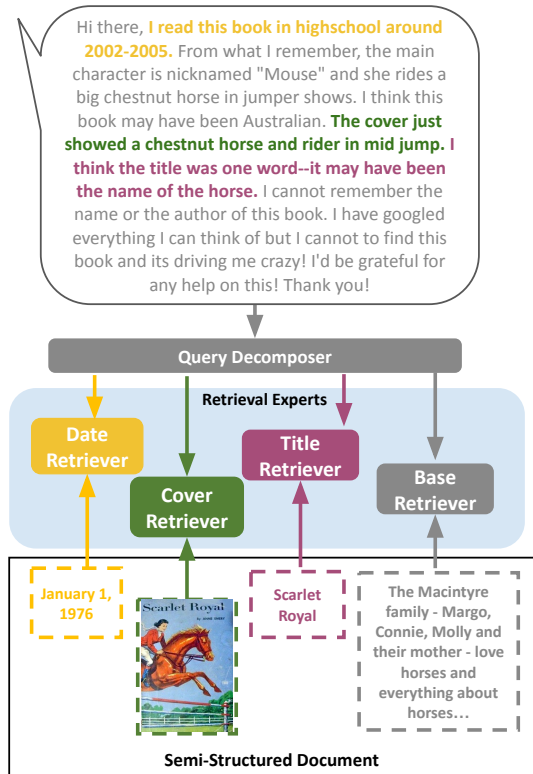 Hi there, I read this book in highschool around
2002-2005. From what I remember, the main
character is nicknamed "Mouse" and she rides a
big chestnut horse in jumper shows. I think this
book may have been Australian. The cover just
showed a chestnut horse and rider in mid jump. I
think the title was one word--it may have been
the name of the horse. I cannot remember the
name or the author of this book. I have googled
everything I can think of but I cannot to find this
book and its driving me crazy! I'd be grateful for
any help on this! Thank you!
Query Decomposer
Retrieval Experts
Date
Retriever
Cover
Retriever
Title
Retriever
Base
Retriever
January 1,
1976
Scarlet Royal
Scarlet
Royal
The Macintyre
family - Margo,
Connie, Molly and
their mother - love
horses and
everything about
horses…
Semi-Structured Document